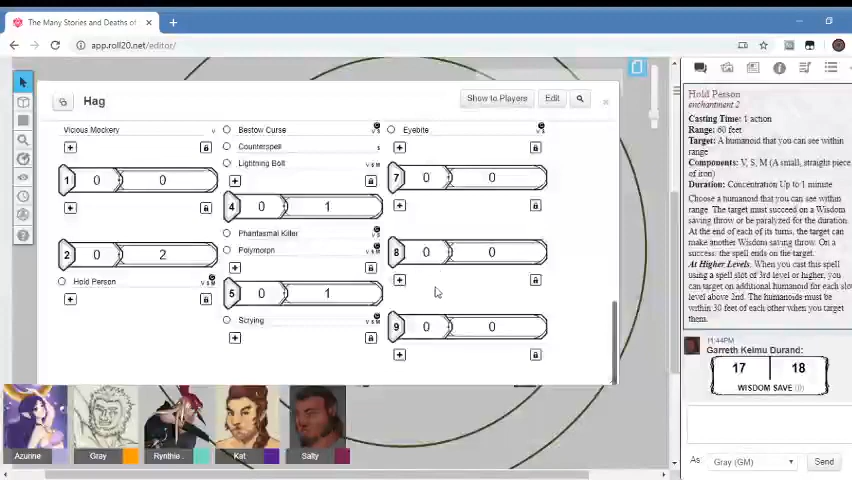 The Many Stories and Deaths of
app.roll20.net/editor/
Hag
Show to Players
Edit
Vicious Mockery
V
Bestow Curse
V S
Eyebite
V S
Counterspell
S
Lightning Bolt
V S M
1
0
0
7
0
0
4
0
1
Phantasmal Killer
V S
2
0
2
Polymorph
V S M
8
0
0
Hold Person
V S M
5
0
1
Scrying
V S M
9
0
0
Azurine
Gray
Rynthie .
Kat
Salty
Hold Person
enchantment 2
Casting Time: 1 action
Range: 60 feet
Target: A humanoid that you can see within
range
Components: V, S, M (A small, straight piece
of iron)
Duration: Concentration Up to 1 minute
Choose a humanoid that you can see within
range. The target must succeed on a Wisdom
saving throw or be paralyzed for the duration.
At the end of each of its turns, the target can
make another Wisdom saving throw. On a
success. the spell ends on the target.
At Higher Levels. When you cast this spell
using a spell slot of 3rd level or higher, you
can target on additional humanoid for each slot
level above 2nd. The humanoids must be
within 30 feet of each other when you target
them.
11:44PM
Garreth Kelmu Durand:
17
18
WISDOM SAVE
As:
Gray (GM)
Send